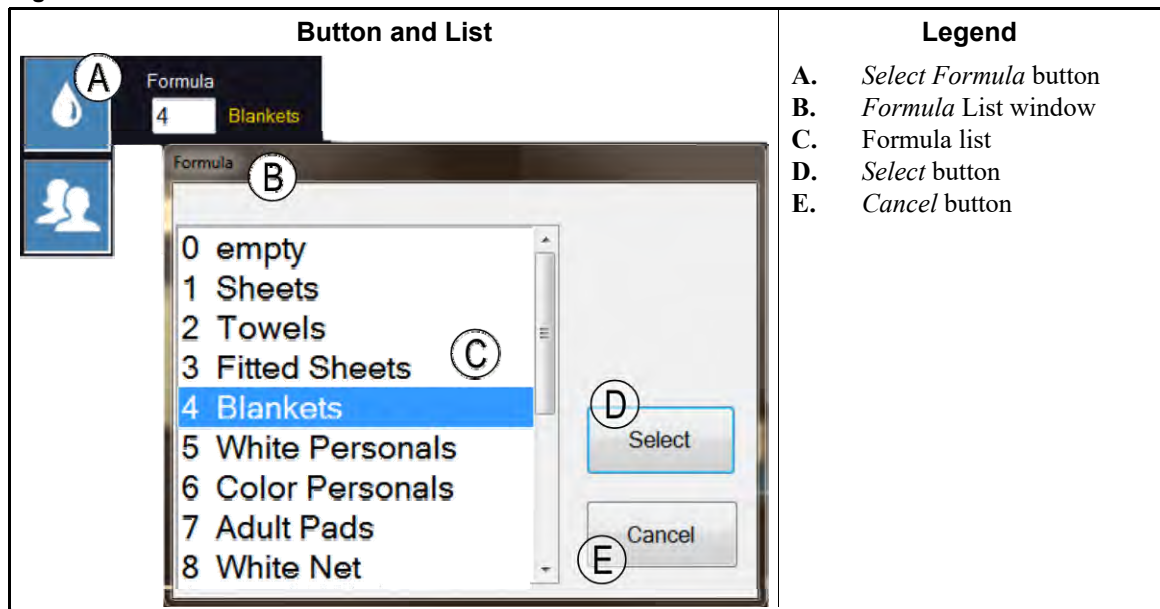 Button and List
A
Formula
4 Blankets
Formula
B
0 empty
1 Sheets
2 Towels
3 Fitted Sheets
C
4 Blankets
5 White Personals
6 Color Personals
7 Adult Pads
8 White Net
D
Select
Cancel
E
Legend
A. Select Formula button
B. Formula List window
C. Formula list
D. Select button
E. Cancel button